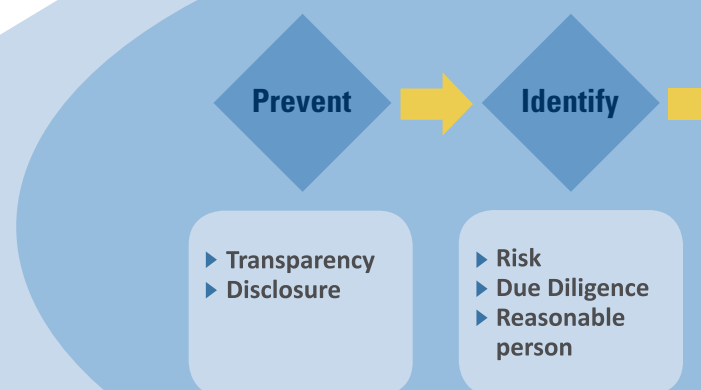 Prevent
Identify
Transparency
Disclosure
Risk
Due Diligence
Reasonable
person